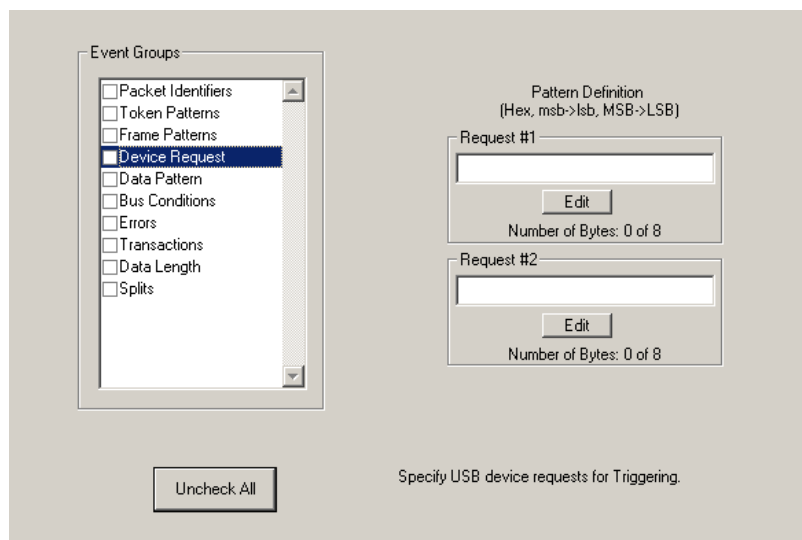 Event Groups
Packet Identifiers
Token Patterns
Frame Patterns
Device Request
Data Pattern
Bus Conditions
Errors
Transactions
Data Length
Splits
Uncheck All
Pattern Definition
(Hex, msb->lsb, MSB->LSB)
Request #1
Edit
Number of Bytes: 0 of 8
Request #2
Edit
Number of Bytes: 0 of 8
Specify USB device requests for Triggering.